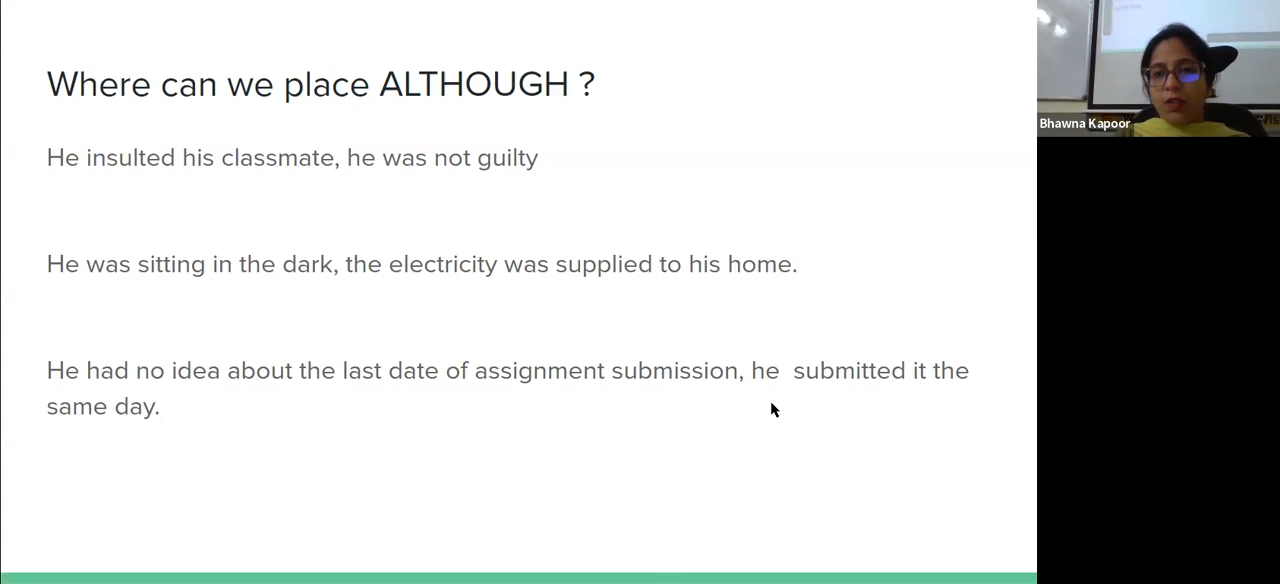 Where can we place ALTHOUGH ?
He insulted his classmate, he was not guilty
He was sitting in the dark, the electricity was supplied to his home.
He had no idea about the last date of assignment submission, he  submitted it the
same day.
Bhawna Kapoor